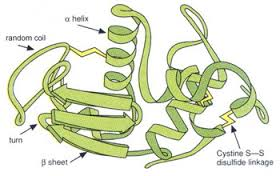 α helix
random coil
turn
β sheet
Cystine S—S
disulfide linkage